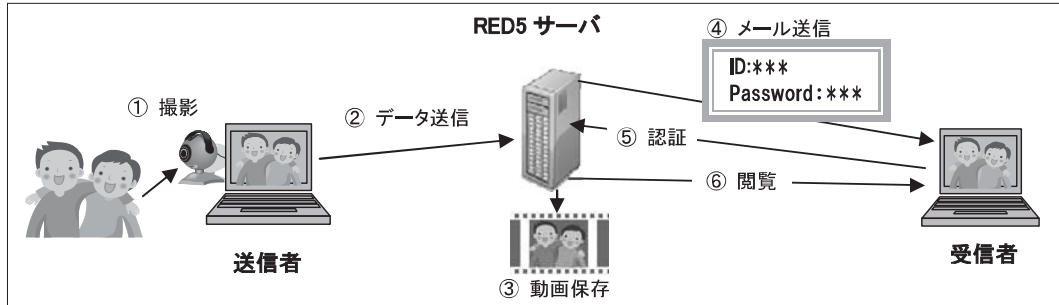 RED5 サーバ
① 撮影
② データ送信
④ メール送信
ID:***
Password:***
⑤ 認証
⑥ 閲覧
送信者
受信者
③ 動画保存